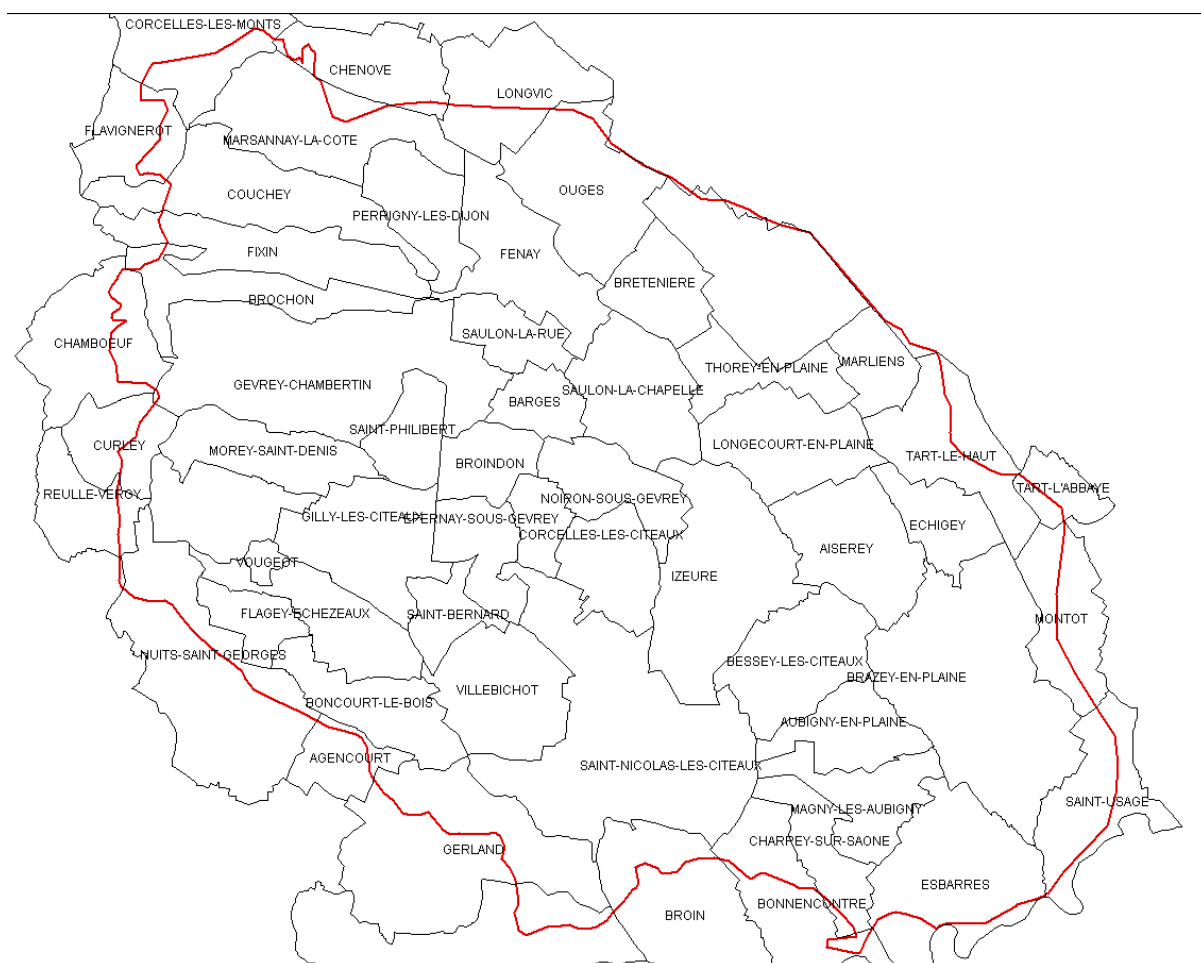 CORCELLES-LES-MONTS
CHENOVE
LONGVIC
FLAVIGNEROT
MARSANNAY-LA-COTE
COUCHEY
OUGES
PERRIGNY-LES-DIJON
FIXIN
FENAY
BRETENIERE
BROCHON
SAULON-LA-RUE
CHAMBOEUF
MARLIENS
THOREY-EN-PLAINE
GEVREY-CHAMBERTIN
SAULON-LA-CHAPELLE
BARGES
SAINT-PHILIBERT
CURLEY
MOREY-SAINT-DENIS
LONGECOURT-EN-PLAINE
TART-LE-HAUT
BROINDON
REULLE-VERGY
NOIRON-SOUS-GEVREY
TART-L'ABBAYE
GILLY-LES-CITEAUX
EPERNAY-SOUS-GEVREY
ECHIGEY
CORCELLES-LES-CITEAUX
AISEREY
VOUGEOT
IZEURE
FLAGEY-ECHEZEAUX
SAINT-BERNARD
MONTOT
NUITS-SAINT-GEORGES
BESSEY-LES-CITEAUX
BRAZEY-EN-PLAINE
VILLEBICHOT
BONCOURT-LE-BOIS
AUBIGNY-EN-PLAINE
AGENCOURT
SAINT-NICOLAS-LES-CITEAUX
SAINT-USAGE
MAGNY-LES-AUBIGNY
CHARREY-SUR-SAONE
GERLAND
ESBARRES
BONNENCONTRE
BROIN